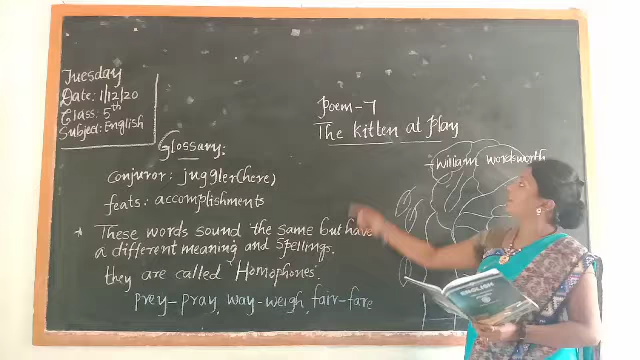 Tuesday
Date: 1/12/20
Class: 5th
Subject: English
Poem-7
The kitten at Play
- William Wordsworth
Glossary:
conjuror: juggler(here)
feats: accomplishments
* These words sound the same but have
a different meaning and spellings.
they are called 'Homophones'.
prey-pray, way-weigh, fair-fare
ENGLISH